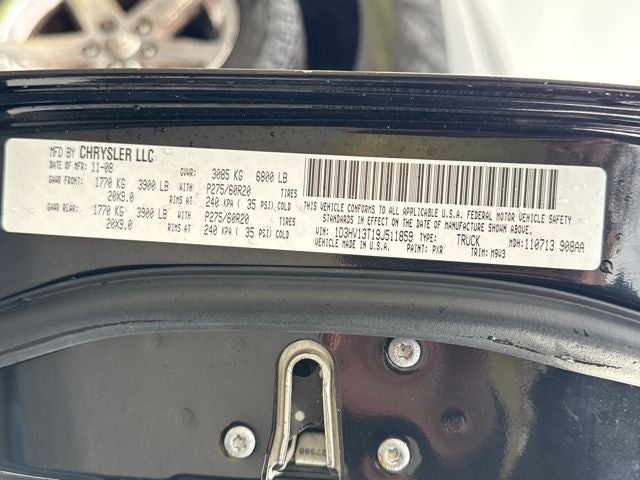 MFD BY CHRYSLER LLC
DATE OF MFR 11-08 GVWR: 3085 KG 6800 LB
GAWR FRONT: 1770 KG 3900 LB WITH P275/60R20 TIRES
20X9.0 RIMS AT 240 KPA ( 35 PSI) COLD
GAWR REAR: 1770 KG 3900 LB WITH P275/60R20 TIRES
20X9.0 RIMS AT 240 KPA ( 35 PSI) COLD
THIS VEHICLE CONFORMS TO ALL APPLICABLE U.S.A. FEDERAL MOTOR VEHICLE SAFETY
STANDARDS IN EFFECT ON THE DATE OF MANUFACTURE SHOWN ABOVE.
VIN: 1D3HV13T19J511859 TYPE: TRUCK MDH: 110713 908AA
VEHICLE MADE IN U.S.A. PAINT: PXR TRIM: M9V3
27580